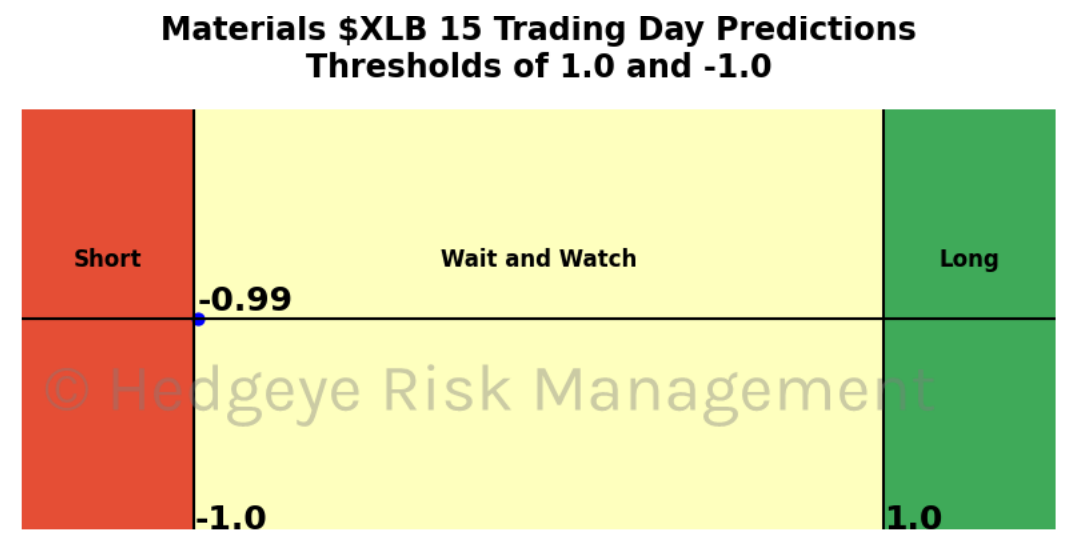 Materials $XLB 15 Trading Day Predictions
Thresholds of 1.0 and -1.0
Short
Wait and Watch
Long
-0.99
© Hedgeye Risk Management
-1.0
1.0